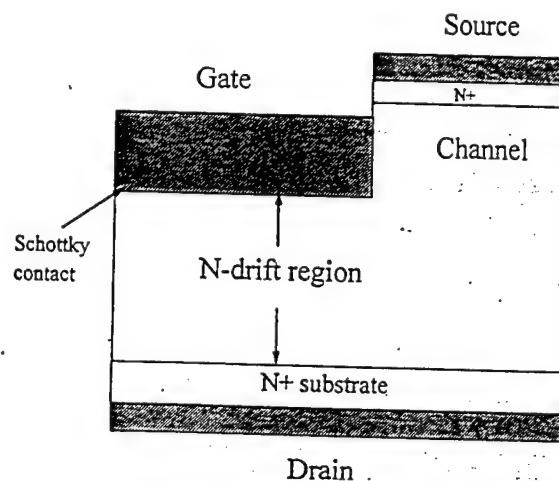 Source
Gate
N+
Channel
Schottky
contact
N-drift region
N+ substrate
Drain